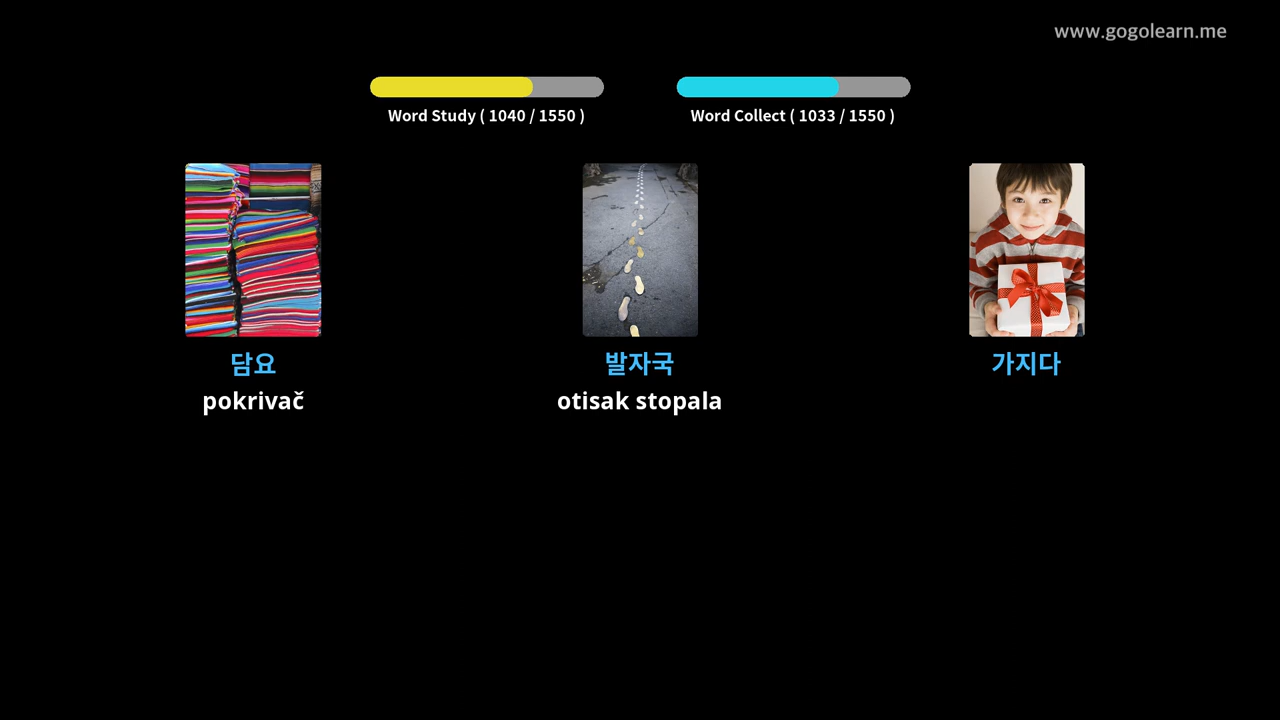 www.gogolearn.me
Word Study ( 1040 / 1550 )
Word Collect ( 1033 / 1550 )
담요
pokrivač
발자국
otisak stopala
가지다